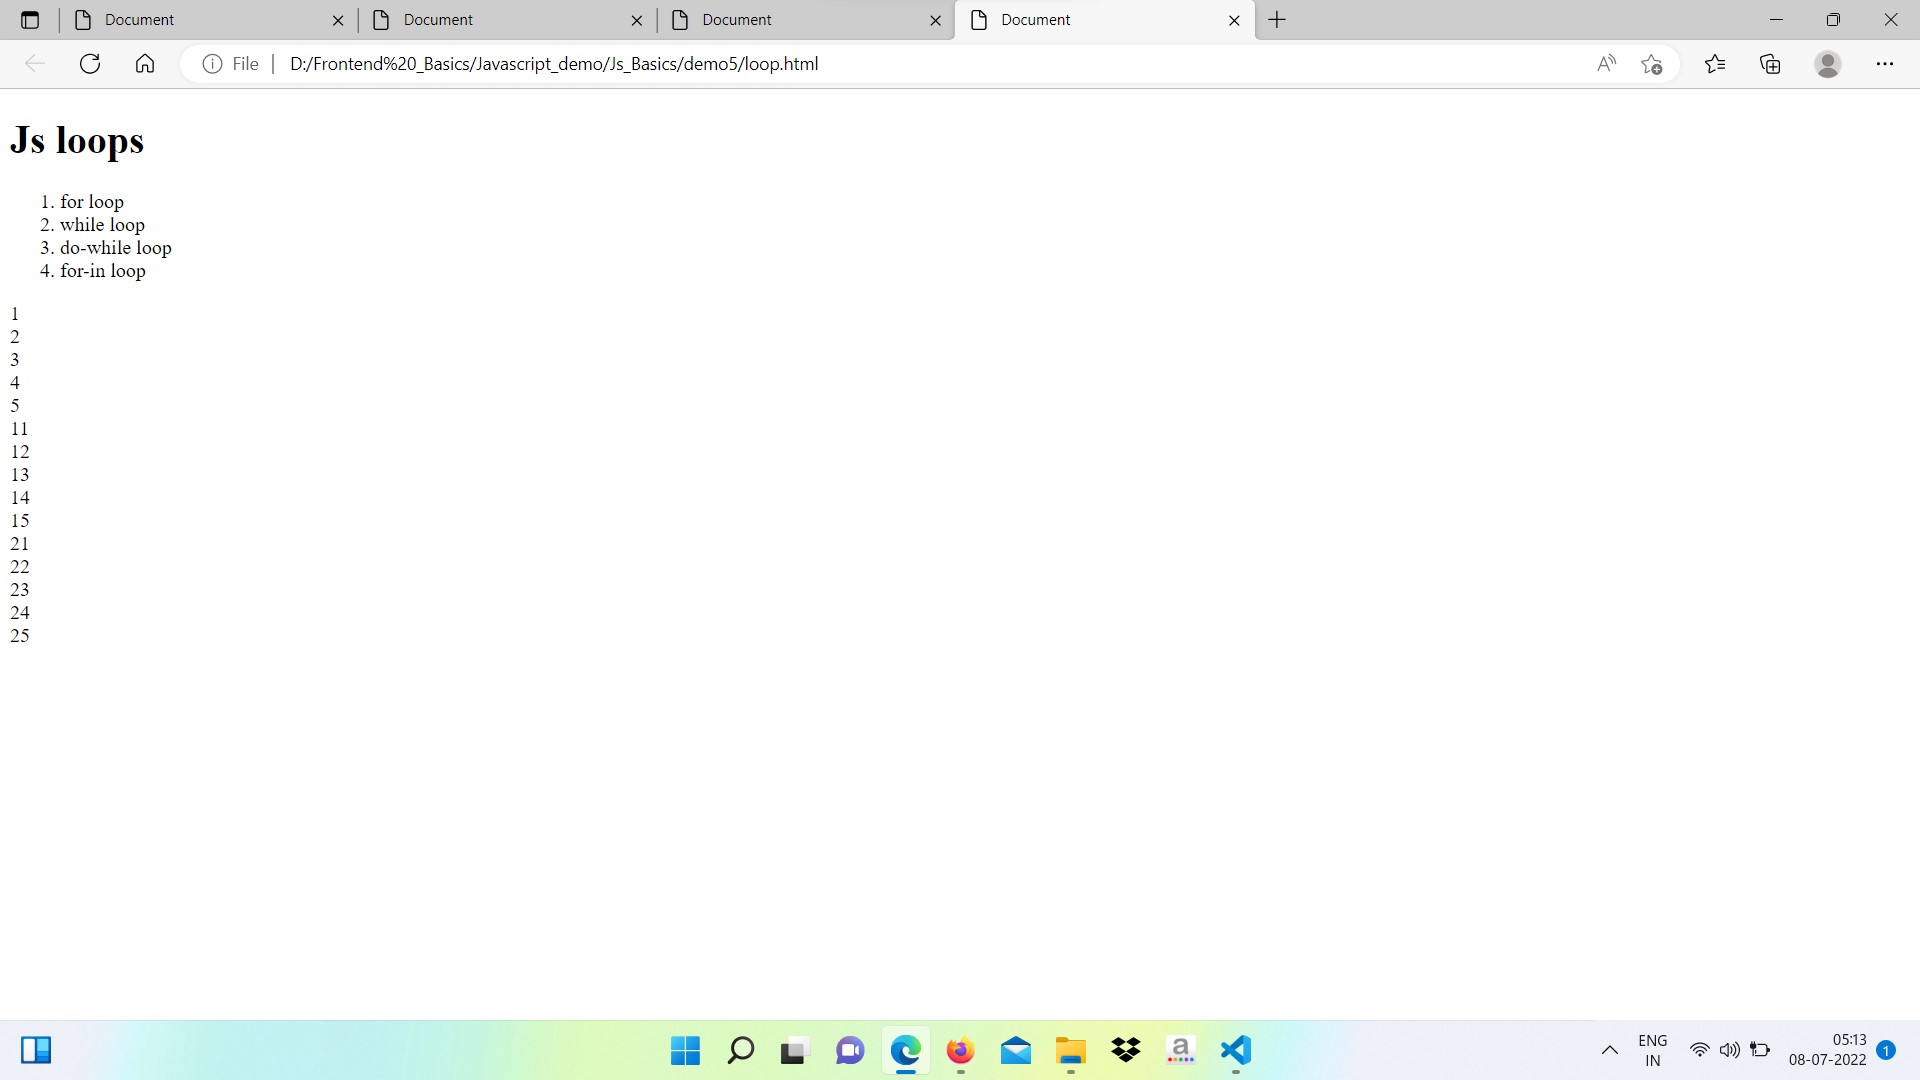 Document
Document
Document
Document
File
D:/Frontend%20_Basics/Javascript_demo/Js_Basics/demo5/loop.html
Js loops
1. for loop
2. while loop
3. do-while loop
4. for-in loop
1
2
3
4
5
11
12
13
14
15
21
22
23
24
25
a
ENG
IN
05:13
08-07-2022
1